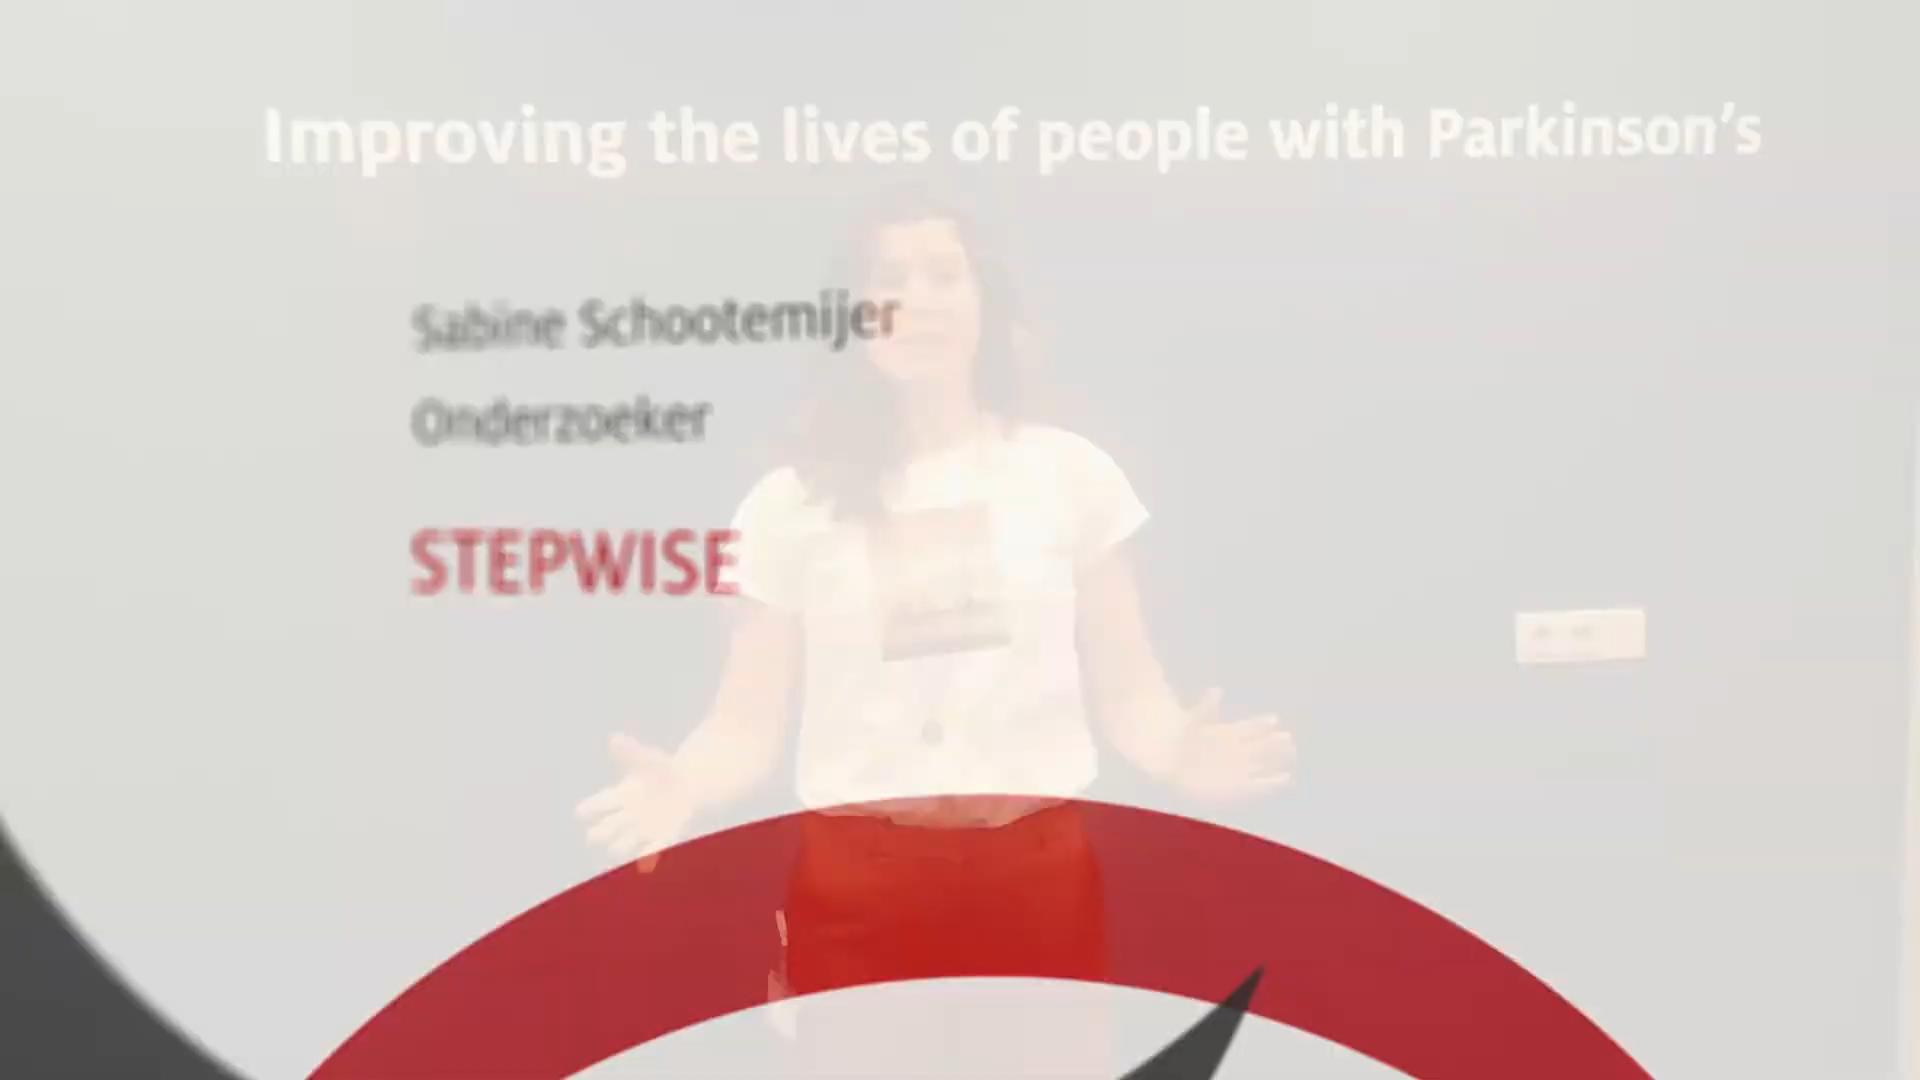 Improving the lives of people with Parkinson’s
Sabine Schootemijer
Onderzoeker
STEPWISE